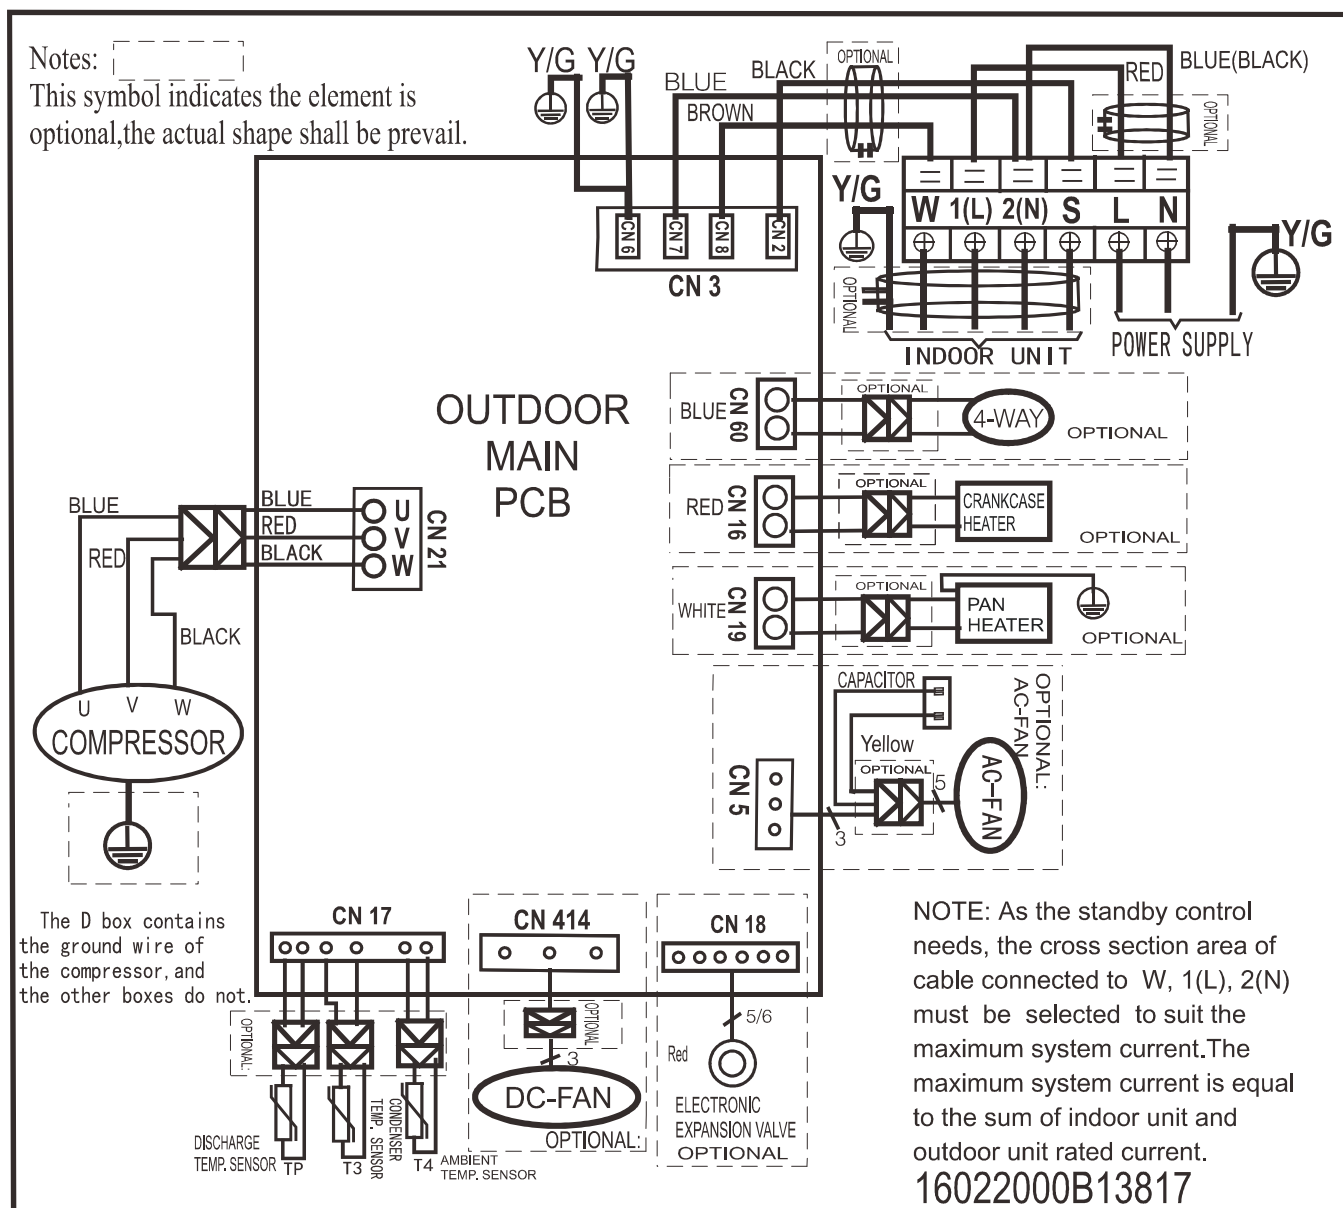 Notes:
This symbol indicates the element is
optional,the actual shape shall be prevail.
Y/G Y/G
BLUE
BLACK
BROWN
OPTIONAL
RED
BLUE(BLACK)
OPTIONAL
Y/G
W 1(L) 2(N) S L N
Y/G
OPTIONAL
INDOOR UNIT
POWER SUPPLY
CN 6
CN 7
CN 8
CN 2
CN 3
OUTDOOR
MAIN
PCB
BLUE
CN 60
OPTIONAL
4-WAY
OPTIONAL
RED
CN 16
OPTIONAL
CRANKCASE
HEATER
OPTIONAL
WHITE
CN 19
OPTIONAL
PAN
HEATER
OPTIONAL
BLUE
RED
BLACK
BLUE
RED
BLACK
U
V
W
CN 21
U V W
COMPRESSOR
CAPACITOR
Yellow
OPTIONAL
OPTIONAL:
AC-FAN
CN 5
3
5
AC-FAN
The D box contains
the ground wire of
the compressor, and
the other boxes do not.
CN 17
OPTIONAL:
DISCHARGE
TEMP. SENSOR
TP
T3
CONDENSER
TEMP. SENSOR
T4
AMBIENT
TEMP. SENSOR
CN 414
OPTIONAL
3
DC-FAN
OPTIONAL:
CN 18
5/6
Red
ELECTRONIC
EXPANSION VALVE
OPTIONAL
NOTE: As the standby control
needs, the cross section area of
cable connected to W, 1(L), 2(N)
must be selected to suit the
maximum system current.The
maximum system current is equal
to the sum of indoor unit and
outdoor unit rated current.
16022000B13817